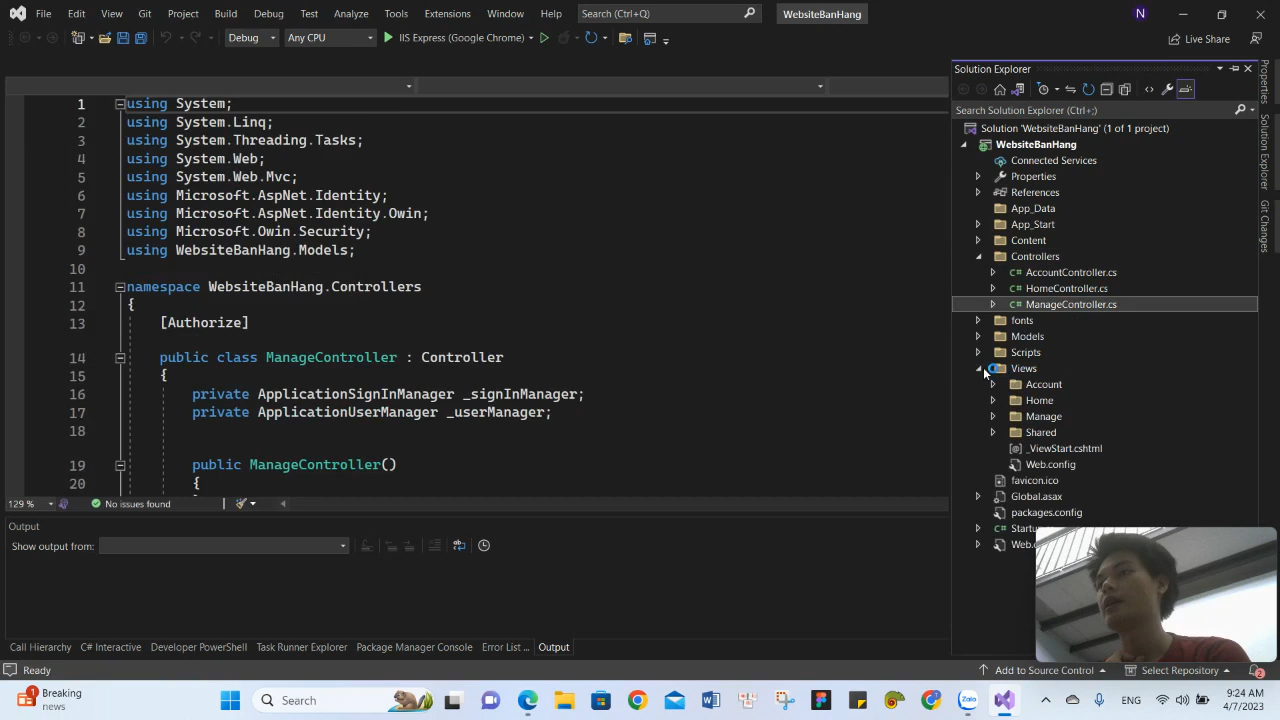 File Edit View Git Project Build Debug Test Analyze Tools Extensions Window Help Search (Ctrl+Q) WebsiteBanHang N
Debug Any CPU IIS Express (Google Chrome) Live Share
1 using System;
2 using System.Linq;
3 using System.Threading.Tasks;
4 using System.Web;
5 using System.Web.Mvc;
6 using Microsoft.AspNet.Identity;
7 using Microsoft.AspNet.Identity.Owin;
8 using Microsoft.Owin.Security;
9 using WebsiteBanHang.Models;
10
11 namespace WebsiteBanHang.Controllers
12 {
13 [Authorize]
14 public class ManageController : Controller
15 {
16 private ApplicationSignInManager _signInManager;
17 private ApplicationUserManager _userManager;
18
19 public ManageController()
20 {
129 % No issues found
Output
Show output from:
Call Hierarchy C# Interactive Developer PowerShell Task Runner Explorer Package Manager Console Error List ... Output
Solution Explorer
Search Solution Explorer (Ctrl+;)
Solution 'WebsiteBanHang' (1 of 1 project)
WebsiteBanHang
Connected Services
Properties
References
App_Data
App_Start
Content
Controllers
C# AccountController.cs
C# HomeController.cs
C# ManageController.cs
fonts
Models
Scripts
Views
Account
Home
Manage
Shared
_ViewStart.cshtml
Web.config
favicon.ico
Global.asax
packages.config
C#
Properties
Solution Explorer
Git Changes
Ready Add to Source Control Select Repository 2
1 Breaking news Search Zalo ENG 9:24 AM
4/7/2023